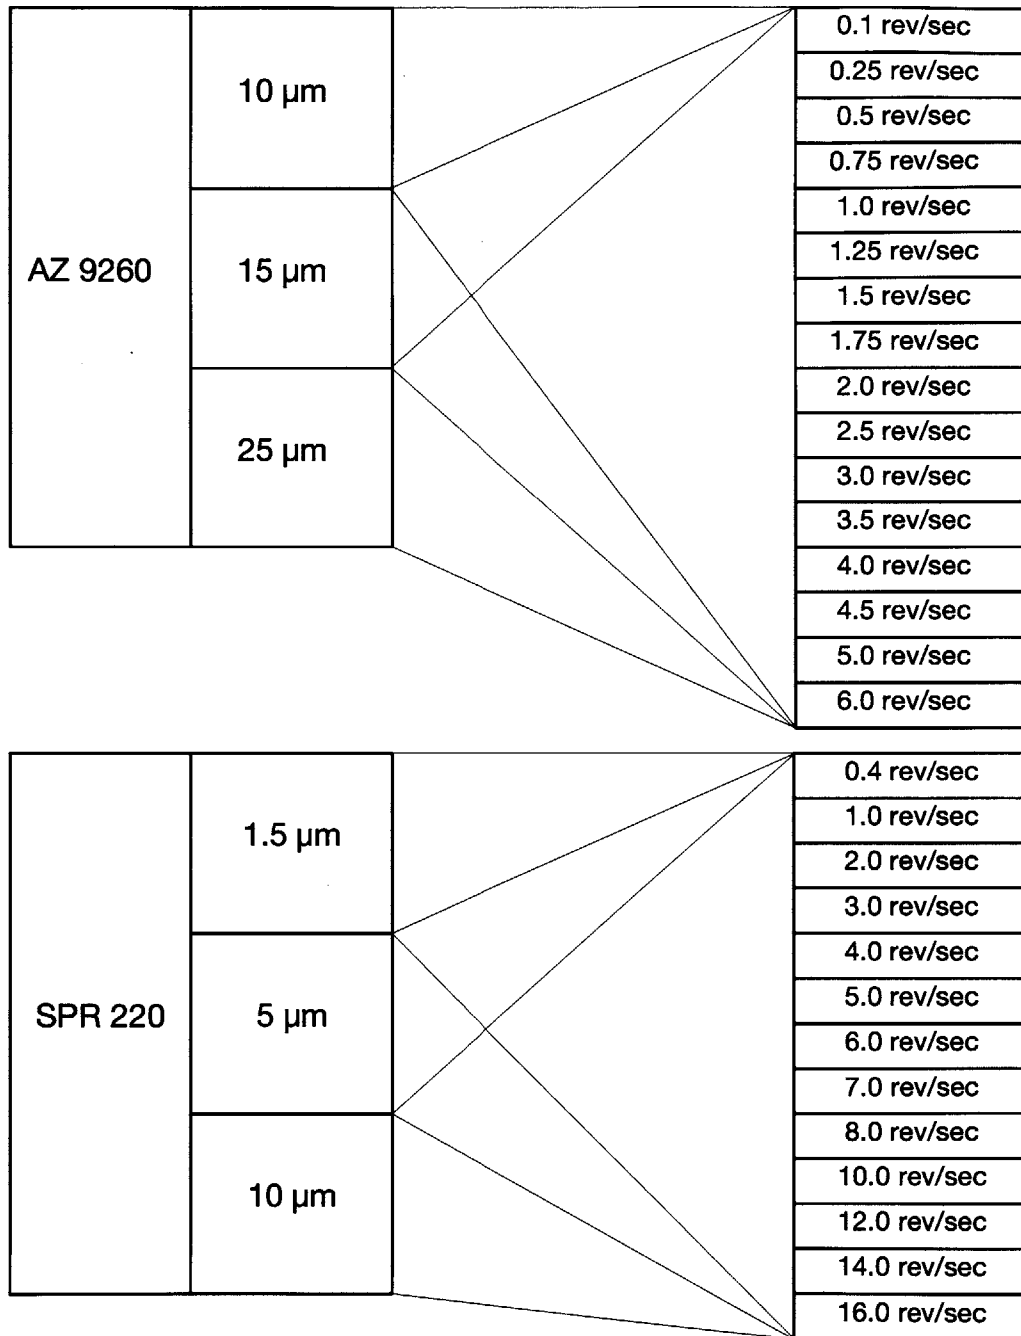 AZ 9260
10 µm
15 µm
25 µm
0.1 rev/sec
0.25 rev/sec
0.5 rev/sec
0.75 rev/sec
1.0 rev/sec
1.25 rev/sec
1.5 rev/sec
1.75 rev/sec
2.0 rev/sec
2.5 rev/sec
3.0 rev/sec
3.5 rev/sec
4.0 rev/sec
4.5 rev/sec
5.0 rev/sec
6.0 rev/sec
SPR 220
1.5 µm
5 µm
10 µm
0.4 rev/sec
1.0 rev/sec
2.0 rev/sec
3.0 rev/sec
4.0 rev/sec
5.0 rev/sec
6.0 rev/sec
7.0 rev/sec
8.0 rev/sec
10.0 rev/sec
12.0 rev/sec
14.0 rev/sec
16.0 rev/sec